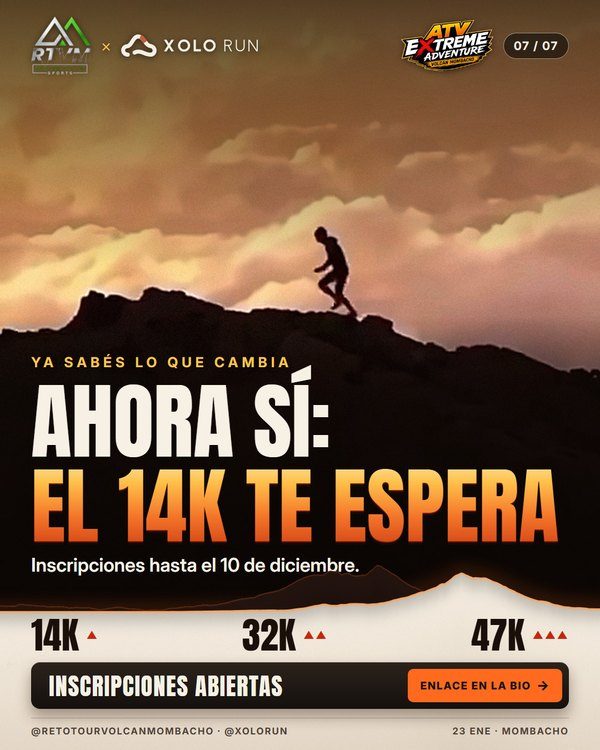 RTVM
SPORTS
×
XOLO RUN
ATV
EXTREME
ADVENTURE
VOLCÁN MOMBACHO
07 / 07
YA SABÉS LO QUE CAMBIA
AHORA SÍ:
EL 14K TE ESPERA
Inscripciones hasta el 10 de diciembre.
14K ▲
32K ▲▲
47K ▲▲▲
INSCRIPCIONES ABIERTAS
ENLACE EN LA BIO →
@RETOTOURVOLCANMOMBACHO · @XOLORUN
23 ENE · MOMBACHO